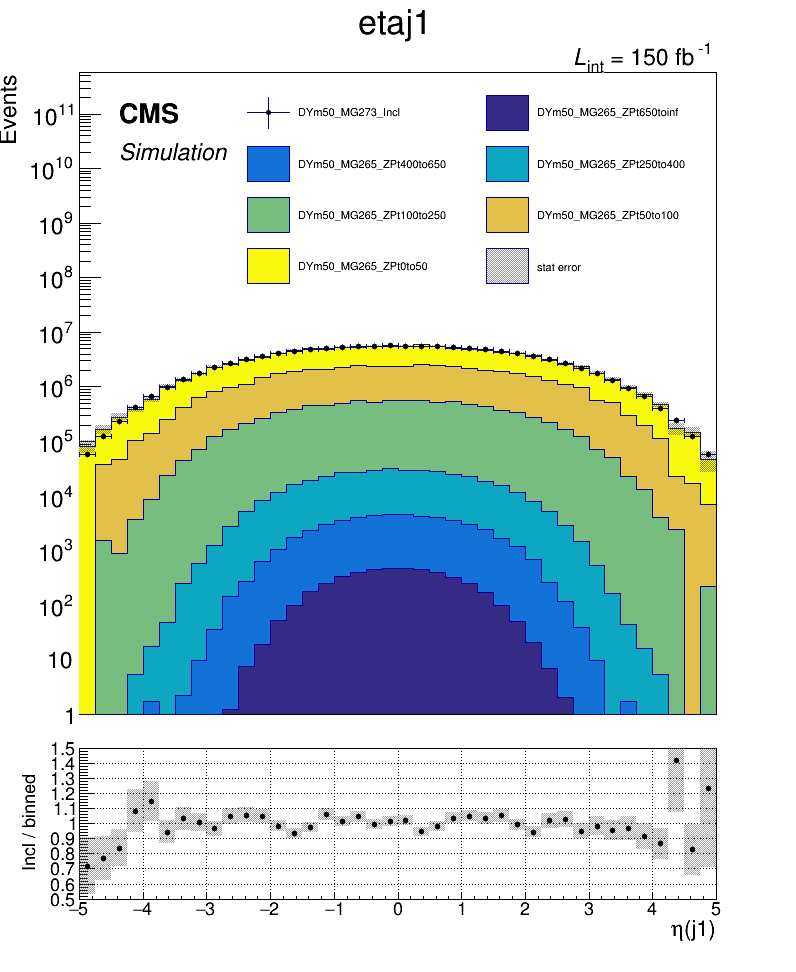 etaj1
L_int = 150 fb^-1
Events
CMS
Simulation
DYm50_MG273_Incl
DYm50_MG265_ZPt650toinf
DYm50_MG265_ZPt400to650
DYm50_MG265_ZPt250to400
DYm50_MG265_ZPt100to250
DYm50_MG265_ZPt50to100
DYm50_MG265_ZPt0to50
stat error
10^11
10^10
10^9
10^8
10^7
10^6
10^5
10^4
10^3
10^2
10
1
Incl / binned
1.5
1.4
1.3
1.2
1.1
1
0.9
0.8
0.7
0.6
0.5
−5 −4 −3 −2 −1 0 1 2 3 4 5
η(j1)